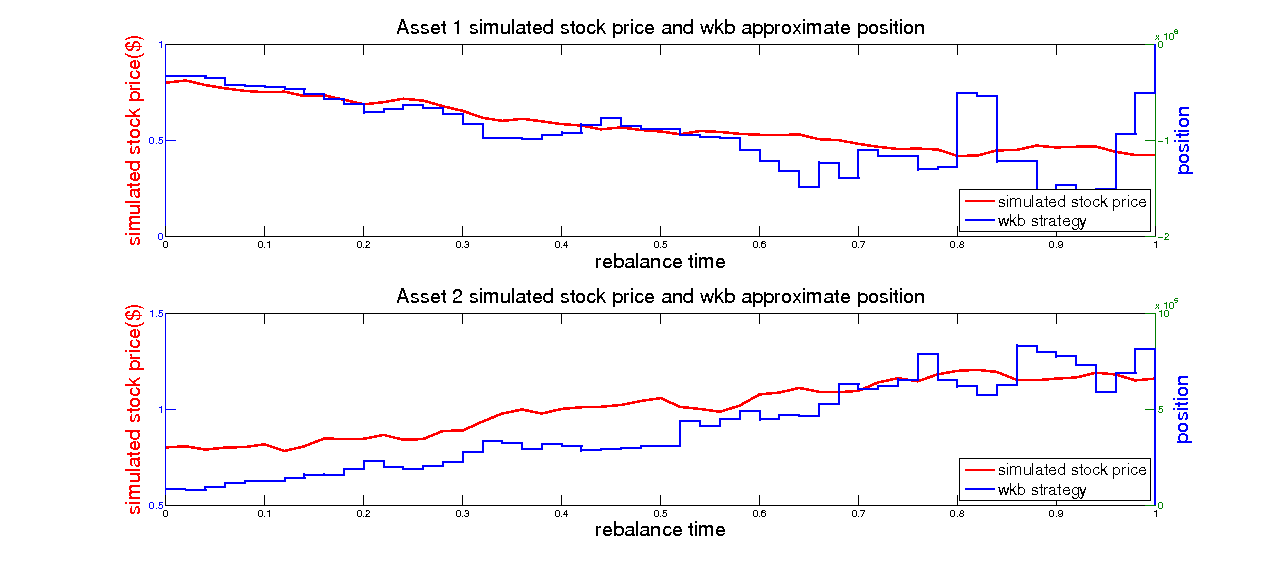 Asset 1 simulated stock price and wkb approximate position
simulated stock price($)
1
0.5
0
x 10^6
0
-1
-2
position
simulated stock price
wkb strategy
0 0.1 0.2 0.3 0.4 0.5 0.6 0.7 0.8 0.9 1
rebalance time
Asset 2 simulated stock price and wkb approximate position
simulated stock price($)
1.5
1
0.5
x 10^5
10
5
0
position
simulated stock price
wkb strategy
0 0.1 0.2 0.3 0.4 0.5 0.6 0.7 0.8 0.9 1
rebalance time